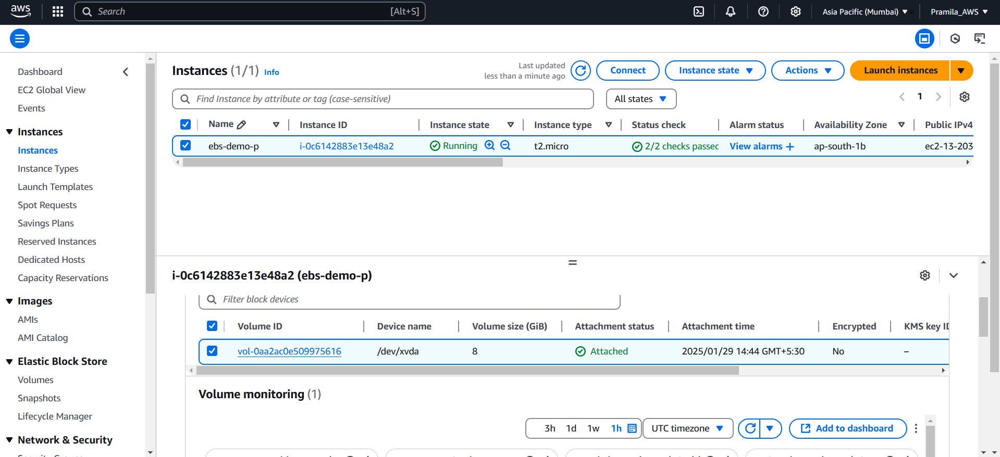 aws
Search
[Alt+S]
Asia Pacific (Mumbai)
Pramila_AWS
Dashboard
EC2 Global View
Events
Instances
Instances
Instance Types
Launch Templates
Spot Requests
Savings Plans
Reserved Instances
Dedicated Hosts
Capacity Reservations
Images
AMIs
AMI Catalog
Elastic Block Store
Volumes
Snapshots
Lifecycle Manager
Network & Security
Instances (1/1) Info
Last updated
less than a minute ago
Connect
Instance state
Actions
Launch instances
Find Instance by attribute or tag (case-sensitive)
All states
1
Name Instance ID Instance state Instance type Status check Alarm status Availability Zone Public IPv4
ebs-demo-p i-0c6142883e13e48a2 Running t2.micro 2/2 checks passed View alarms + ap-south-1b ec2-13-203
i-0c6142883e13e48a2 (ebs-demo-p)
Filter block devices
Volume ID Device name Volume size (GiB) Attachment status Attachment time Encrypted KMS key ID
vol-0aa2ac0e509975616 /dev/xvda 8 Attached 2025/01/29 14:44 GMT+5:30 No –
Volume monitoring (1)
3h 1d 1w 1h UTC timezone Add to dashboard